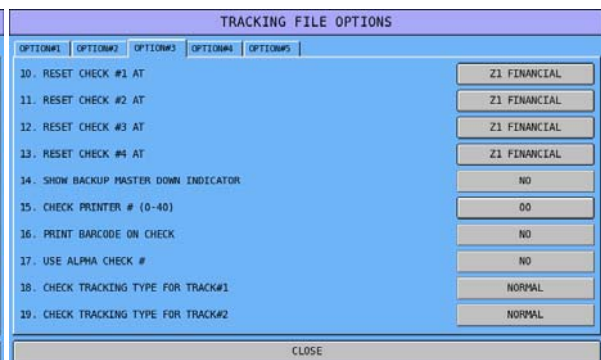 TRACKING FILE OPTIONS
OPTION#1 OPTION#2 OPTION#3 OPTION#4 OPTION#5
10. RESET CHECK #1 AT Z1 FINANCIAL
11. RESET CHECK #2 AT Z1 FINANCIAL
12. RESET CHECK #3 AT Z1 FINANCIAL
13. RESET CHECK #4 AT Z1 FINANCIAL
14. SHOW BACKUP MASTER DOWN INDICATOR NO
15. CHECK PRINTER # (0-40) 00
16. PRINT BARCODE ON CHECK NO
17. USE ALPHA CHECK # NO
18. CHECK TRACKING TYPE FOR TRACK#1 NORMAL
19. CHECK TRACKING TYPE FOR TRACK#2 NORMAL
CLOSE